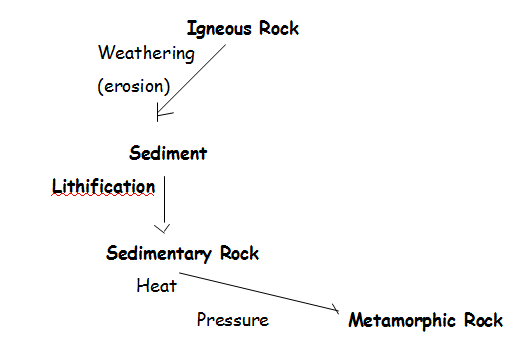 Igneous Rock
Weathering
(erosion)
Sediment
Lithification
Sedimentary Rock
Heat
Pressure
Metamorphic Rock